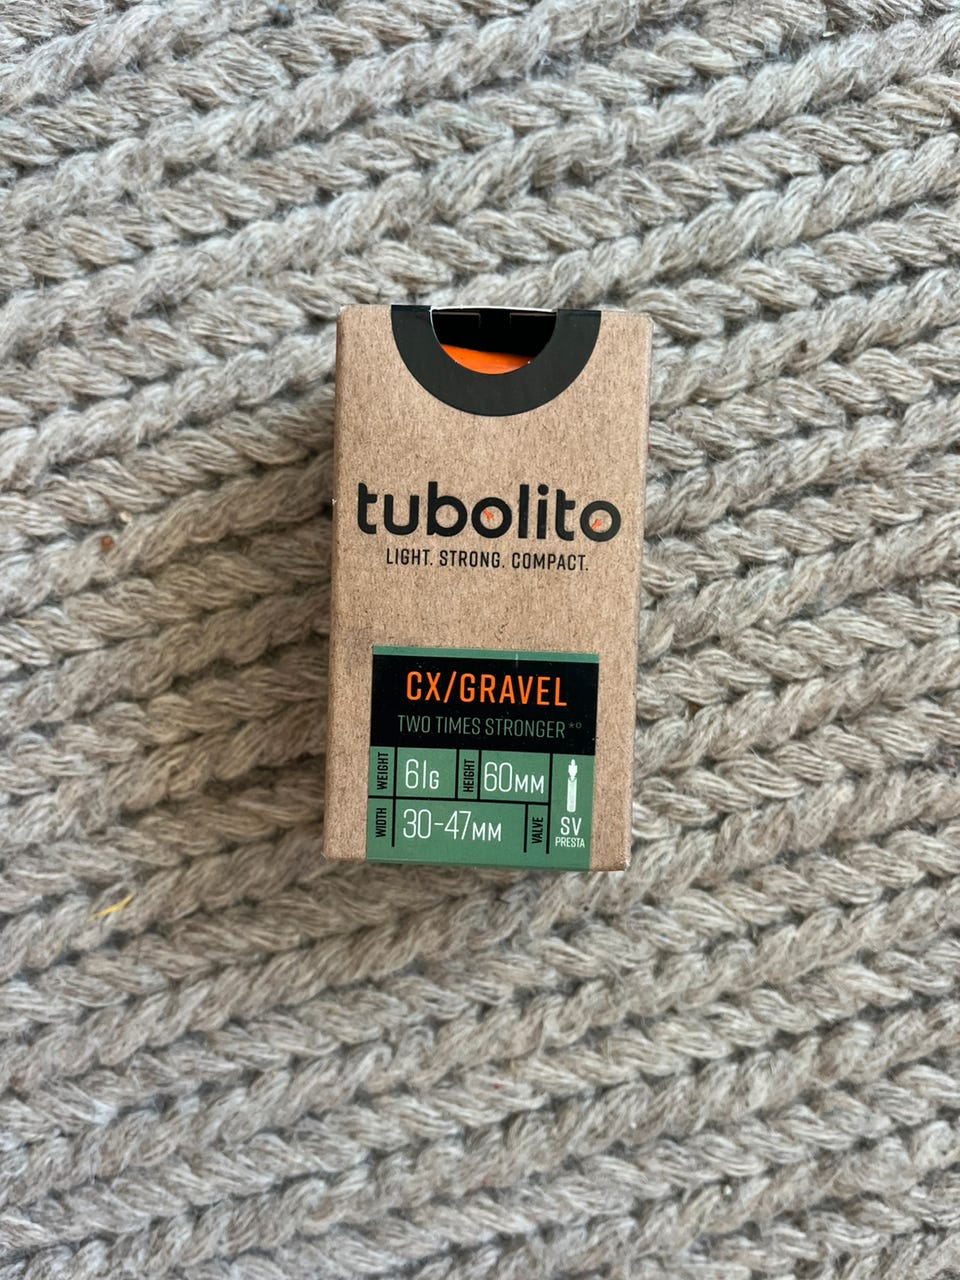 tubolito
LIGHT. STRONG. COMPACT.
CX/GRAVEL
TWO TIMES STRONGER*°
WEIGHT 61G HEIGHT 60MM
WIDTH 30-47MM VALVE SV
PRESTA